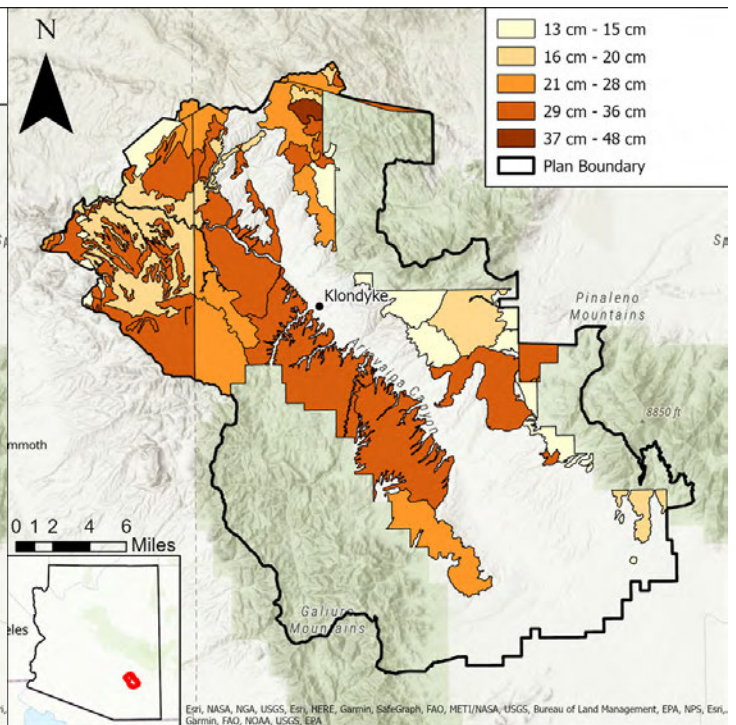 N
13 cm - 15 cm
16 cm - 20 cm
21 cm - 28 cm
29 cm - 36 cm
37 cm - 48 cm
Plan Boundary
Klondyke
Pinaleno
Mountains
Aravaipa Canyon
8850 ft
mmoth
0 1 2 4 6
Miles
Galiuro
Mountains
eles
Esri, NASA, NGA, USGS, Esri, HERE, Garmin, SafeGraph, FAO, METI/NASA, USGS, Bureau of Land Management, EPA, NPS, Esri,
Garmin, FAO, NOAA, USGS, EPA